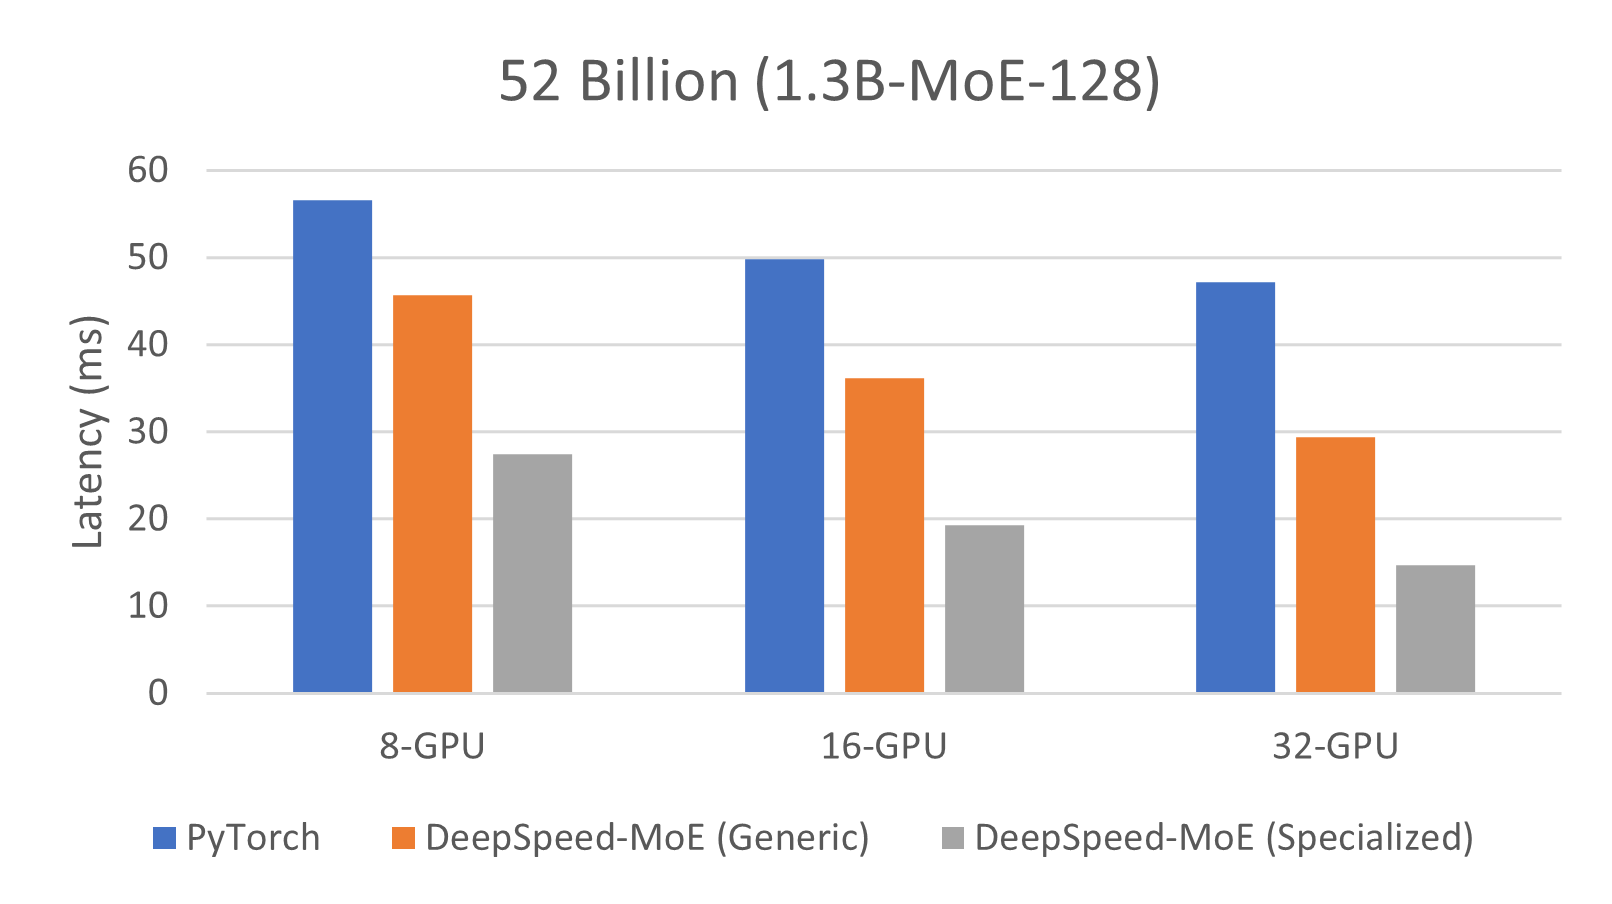 52 Billion (1.3B-MoE-128)
Latency (ms)
60
50
40
30
20
10
0
8-GPU 16-GPU 32-GPU
PyTorch DeepSpeed-MoE (Generic) DeepSpeed-MoE (Specialized)